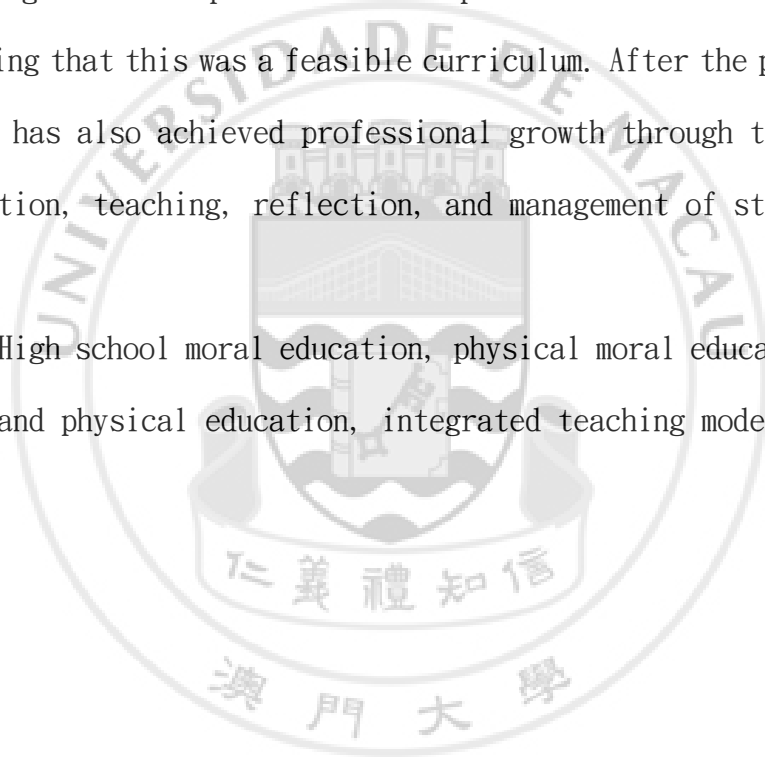 ing that this was a feasible curriculum. After the p
has also achieved professional growth through t
tion, teaching, reflection, and management of st
High school moral education, physical moral educa
and physical education, integrated teaching mode
UNIVERSIDADE DE MACAU
仁義禮知信
澳門大學